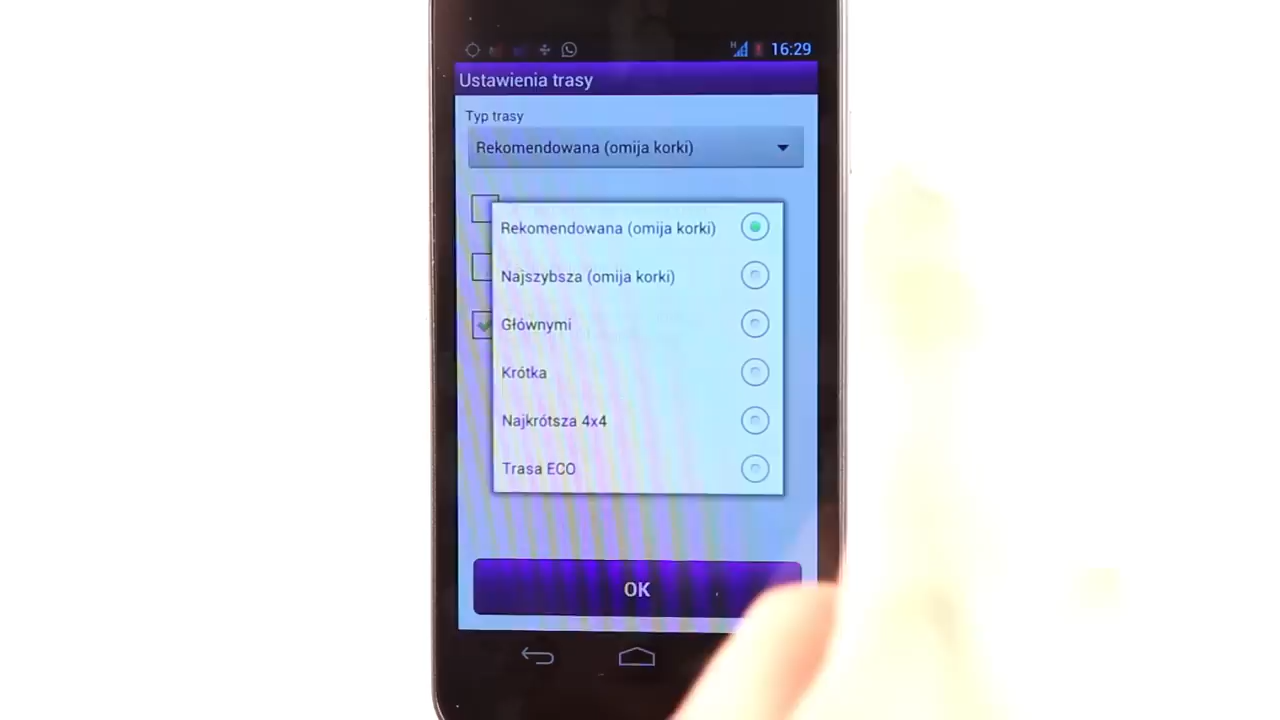 H 16:29
Ustawienia trasy
Typ trasy
Rekomendowana (omija korki)
Rekomendowana (omija korki)
Najszybsza (omija korki)
Głównymi
Krótka
Najkrótsza 4x4
Trasa ECO
OK